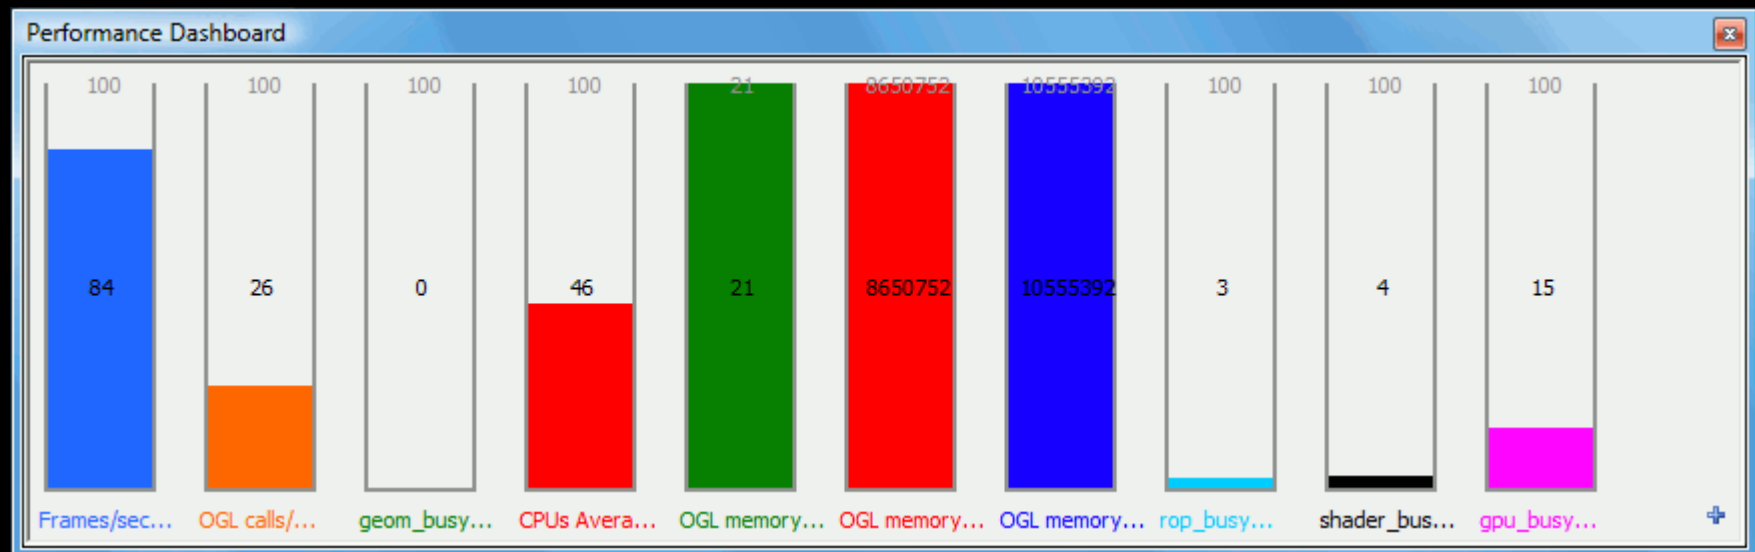 Performance Dashboard
100 100 100 100 21 8650752 10555392 100 100 100
84 26 0 46 21 8650752 10555392 3 4 15
Frames/sec... OGL calls/... geom_busy... CPUs Avera... OGL memory... OGL memory... OGL memory... rop_busy... shader_bus... gpu_busy...